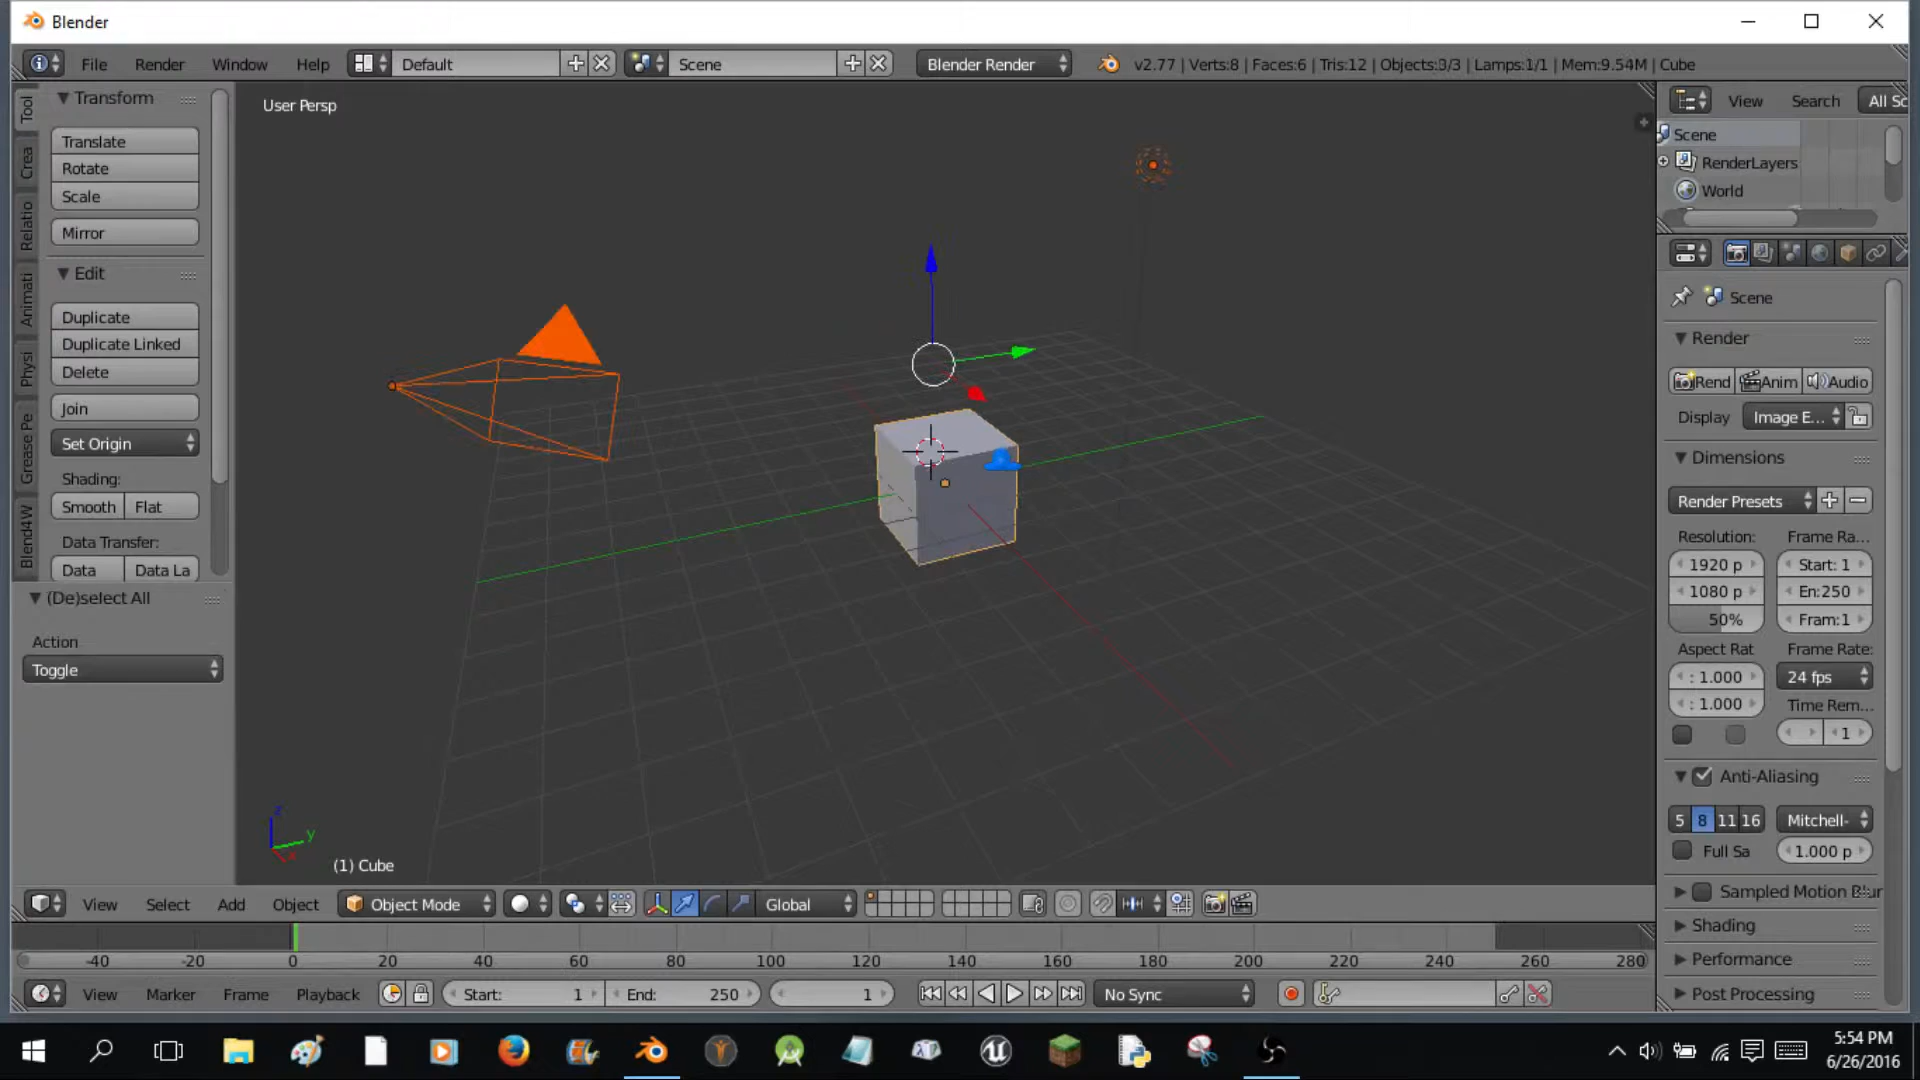 Blender
File Render Window Help Default Scene Blender Render v2.77 | Verts:8 | Faces:6 | Tris:12 | Objects:3/3 | Lamps:1/1 | Mem:9.54M | Cube
Tool
Crea
Relatio
Animati
Physi
Grease Pe
Blend4W
Transform
Translate
Rotate
Scale
Mirror
Edit
Duplicate
Duplicate Linked
Delete
Join
Set Origin
Shading:
Smooth Flat
Data Transfer:
Data Data La
(De)select All
Action
Toggle
User Persp
z
y
x
(1) Cube
View Search All Sc
Scene
RenderLayers
World
Scene
Render
Rend Anim Audio
Display Image E...
Dimensions
Render Presets
Resolution: Frame Ra...
1920 p Start: 1
1080 p En:250
50% Fram:1
Aspect Rat Frame Rate:
: 1.000 24 fps
: 1.000 Time Rem...
1
Anti-Aliasing
5 8 11 16 Mitchell-
Full Sa 1.000 p
Sampled Motion Blur
Shading
Performance
Post Processing
View Select Add Object Object Mode Global
-40 -20 0 20 40 60 80 100 120 140 160 180 200 220 240 260 280
View Marker Frame Playback Start: 1 End: 250 1 No Sync
5:54 PM
6/26/2016